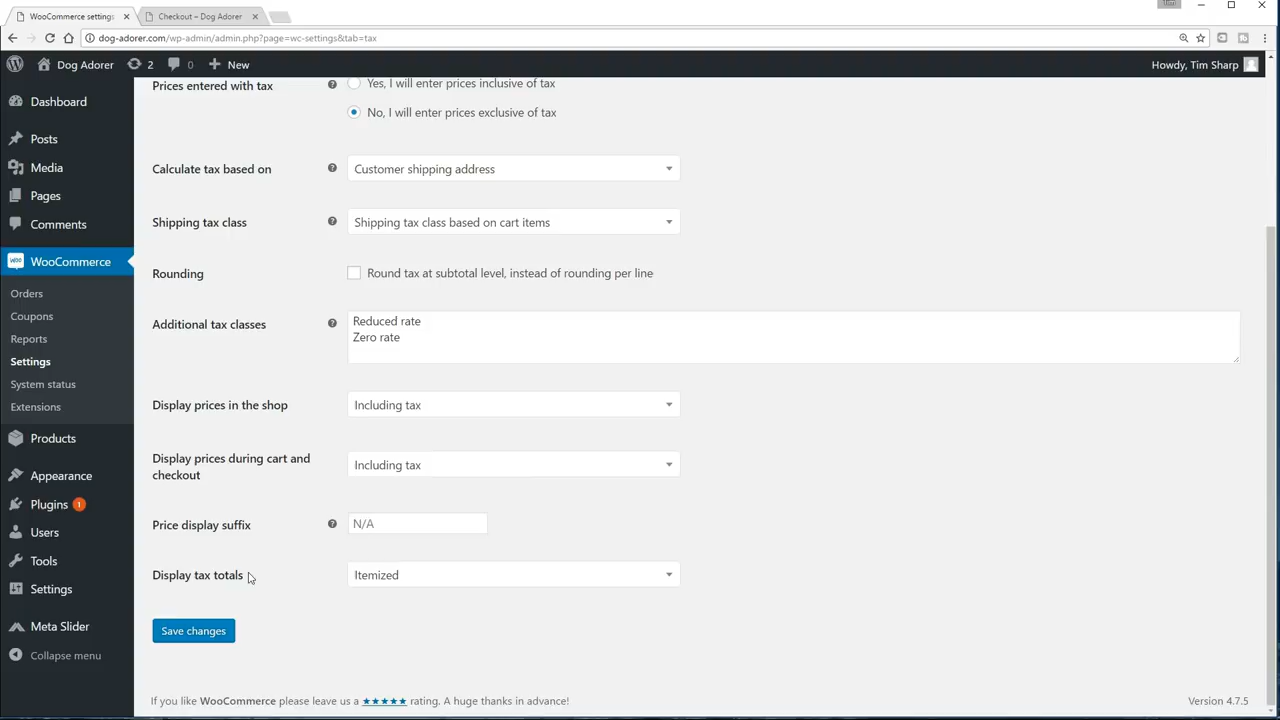 WooCommerce settings
Checkout – Dog Adorer
dog-adorer.com/wp-admin/admin.php?page=wc-settings&tab=tax
Dog Adorer
2
0
New
Howdy, Tim Sharp
Dashboard
Posts
Media
Pages
Comments
WooCommerce
Orders
Coupons
Reports
Settings
System status
Extensions
Products
Appearance
Plugins 1
Users
Tools
Settings
Meta Slider
Collapse menu
Prices entered with tax
Yes, I will enter prices inclusive of tax
No, I will enter prices exclusive of tax
Calculate tax based on
Customer shipping address
Shipping tax class
Shipping tax class based on cart items
Rounding
Round tax at subtotal level, instead of rounding per line
Additional tax classes
Reduced rate
Zero rate
Display prices in the shop
Including tax
Display prices during cart and
checkout
Including tax
Price display suffix
N/A
Display tax totals
Itemized
Save changes
If you like WooCommerce please leave us a ★★★★★ rating. A huge thanks in advance!
Version 4.7.5